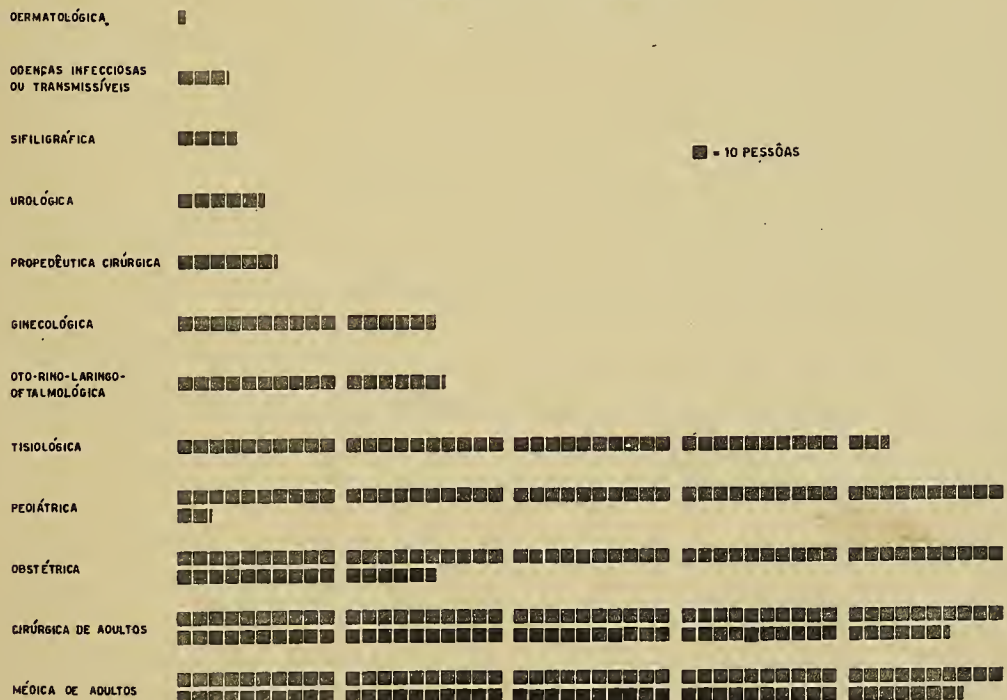 DERMATOLÓGICA
DOENÇAS INFECCIOSAS
OU TRANSMISSÍVEIS
SIFILIGRÁFICA
= 10 PESSÔAS
UROLÓGICA
PROPEDÊUTICA CIRÚRGICA
GINECOLÓGICA
OTO-RINO-LARINGO-
OFTALMOLÓGICA
TISIOLÓGICA
PEDIÁTRICA
OBSTÉTRICA
CIRÚRGICA DE ADULTOS
MÉDICA DE ADULTOS